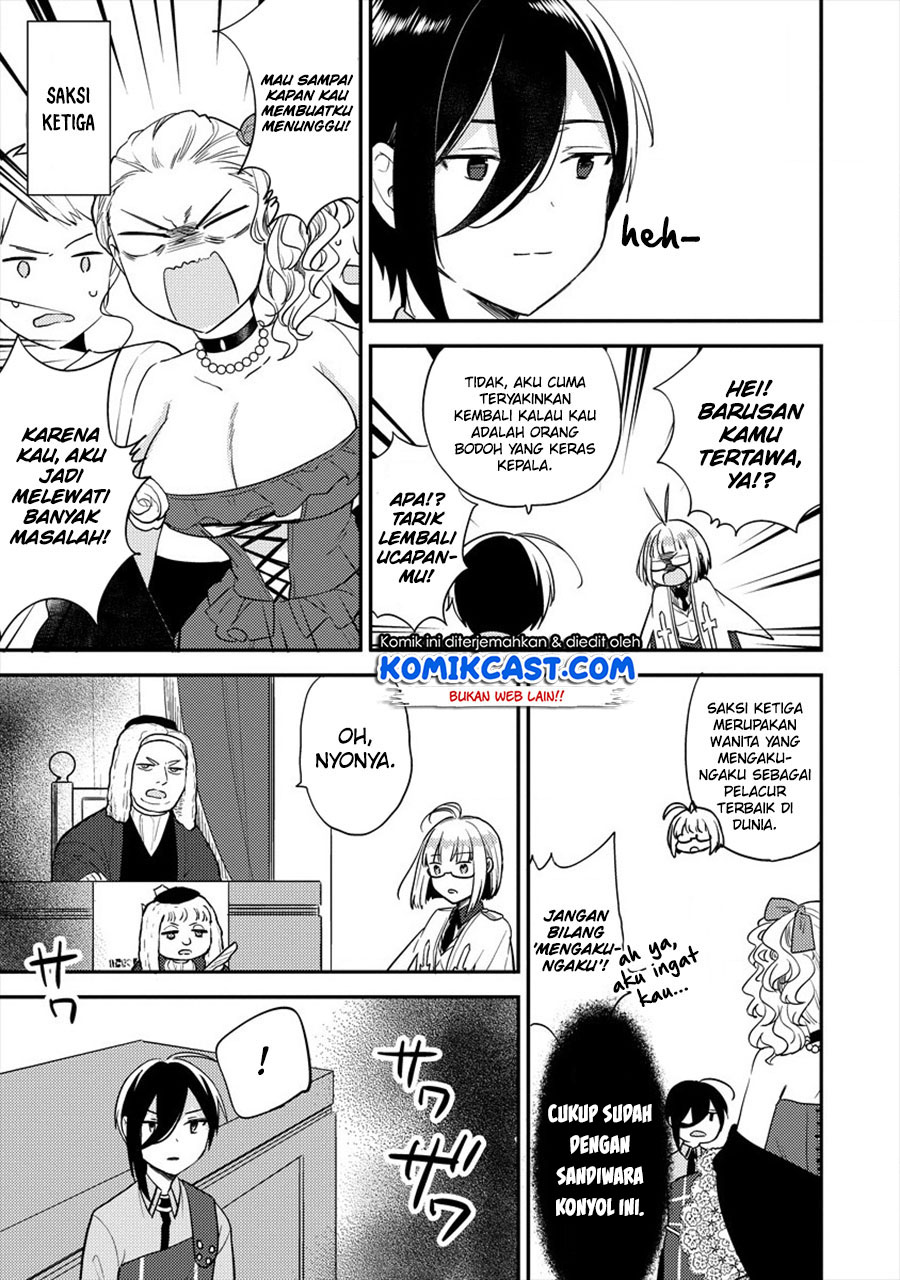 heh-
HEI!
BARUSAN
KAMU
TERTAWA,
YA!?
TIDAK, AKU CUMA
TERYAKINKAN
KEMBALI KALAU KAU
ADALAH ORANG
BODOH YANG KERAS
KEPALA.
APA!?
TARIK
LEMBALI
UCAPAN-
MU!
SAKSI
KETIGA
MAU SAMPAI
KAPAN KAU
MEMBUATKU
MENUNGGU!
KARENA
KAU, AKU
JADI
MELEWATI
BANYAK
MASALAH!
Komik ini diterjemahkan & diedit oleh
KOMIKCAST.COM
BUKAN WEB LAIN!!
SAKSI KETIGA
MERUPAKAN
WANITA YANG
MENGAKU-
NGAKU SEBAGAI
PELACUR
TERBAIK DI
DUNIA.
JANGAN
BILANG
'MENGAKU-
NGAKU'!
ah ya,
aku ingat
kau...
CUKUP SUDAH
DENGAN
SANDIWARA
KONYOL INI.
OH,
NYONYA.
ザワ
ザワ
ザワ
!